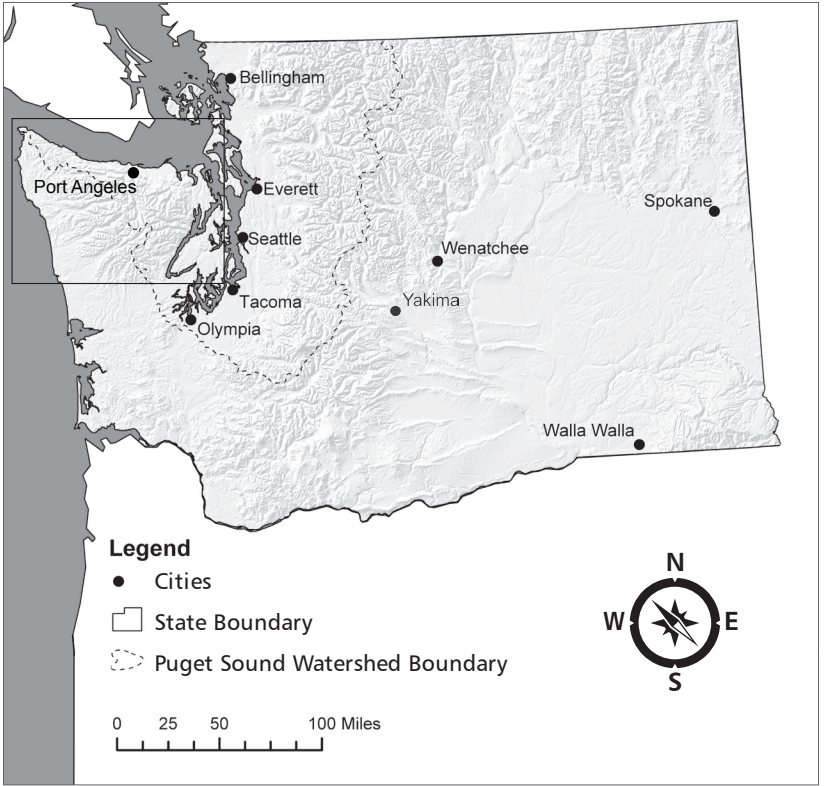 Bellingham
Port Angeles
Everett
Spokane
Seattle
Wenatchee
Tacoma
Yakima
Olympia
Walla Walla
Legend
Cities
State Boundary
Puget Sound Watershed Boundary
N
W E
S
0 25 50 100 Miles